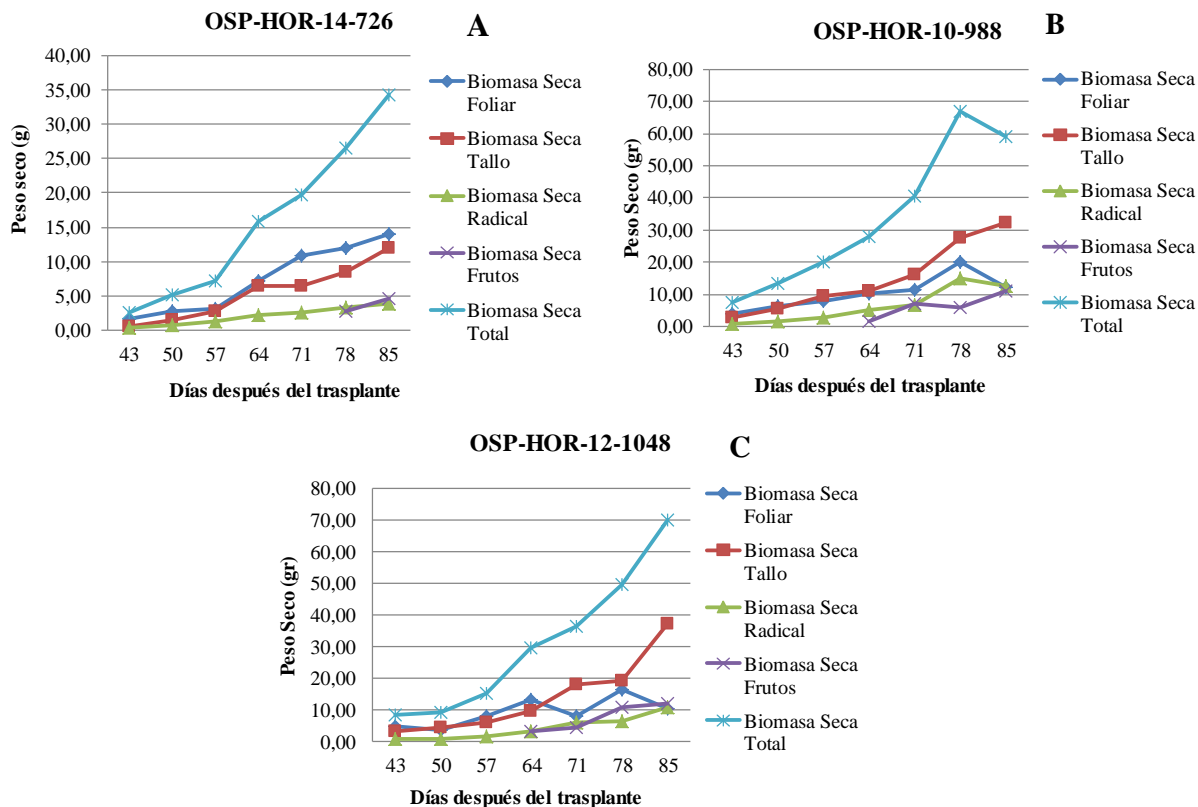 OSP-HOR-14-726
A
40,00
35,00
30,00
25,00
20,00
15,00
10,00
5,00
0,00
Peso seco (g)
43 50 57 64 71 78 85
Días después del trasplante
Biomasa Seca
Foliar
Biomasa Seca
Tallo
Biomasa Seca
Radical
Biomasa Seca
Frutos
Biomasa Seca
Total
OSP-HOR-10-988
B
80,00
70,00
60,00
50,00
40,00
30,00
20,00
10,00
0,00
Peso Seco (gr)
43 50 57 64 71 78 85
Días después del trasplante
Biomasa Seca
Foliar
Biomasa Seca
Tallo
Biomasa Seca
Radical
Biomasa Seca
Frutos
Biomasa Seca
Total
OSP-HOR-12-1048
C
80,00
70,00
60,00
50,00
40,00
30,00
20,00
10,00
0,00
Peso Seco (gr)
43 50 57 64 71 78 85
Días después del trasplante
Biomasa Seca
Foliar
Biomasa Seca
Tallo
Biomasa Seca
Radical
Biomasa Seca
Frutos
Biomasa Seca
Total